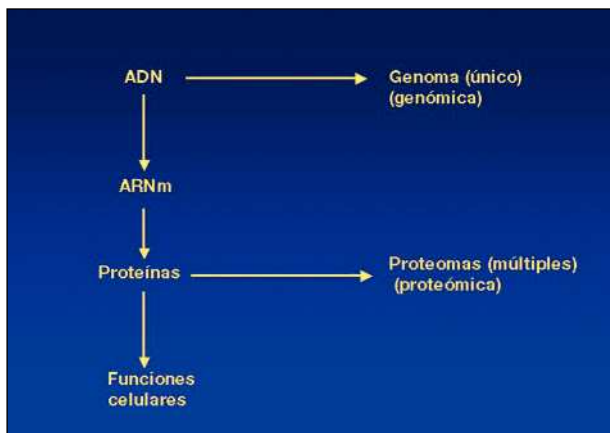 ADN
Genoma (único)
(genómica)
ARNm
Proteínas
Proteomas (múltiples)
(proteómica)
Funciones
celulares